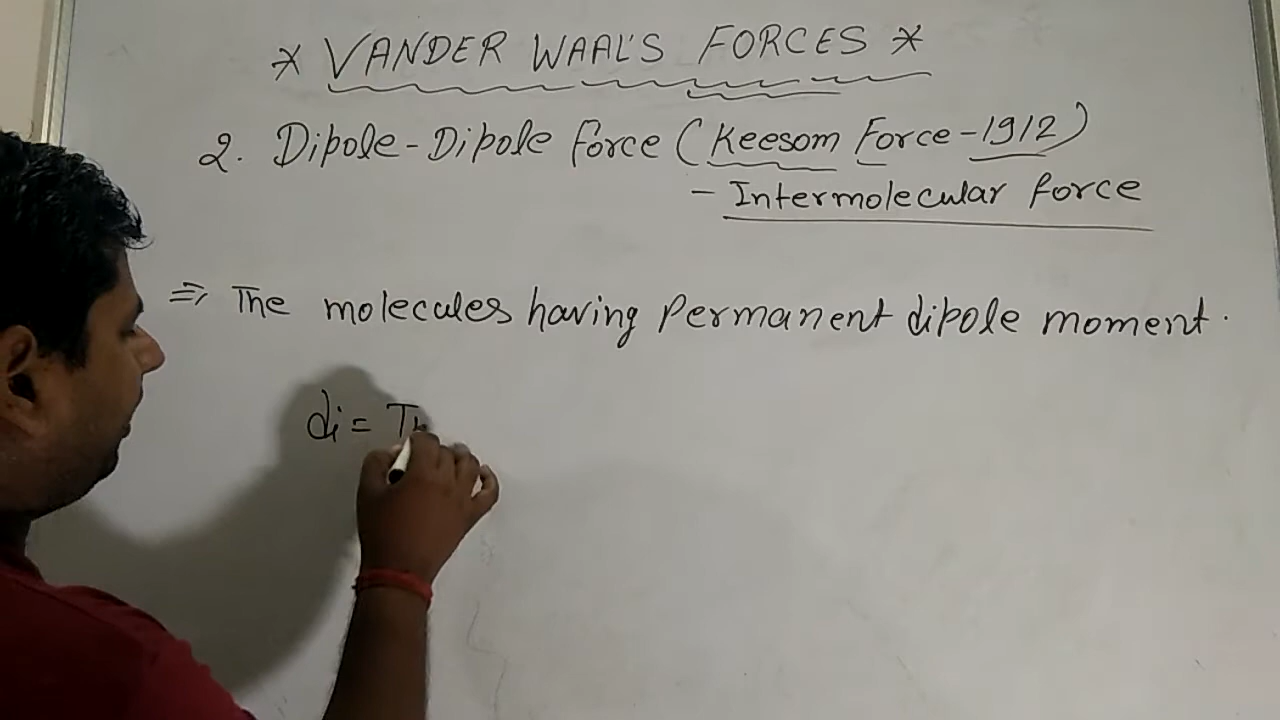 * VANDER WAAL'S FORCES *
2. Dipole-Dipole force (Keesom Force-1912)
- Intermolecular force
⇒ The molecules having Permanent dipole moment.
di =